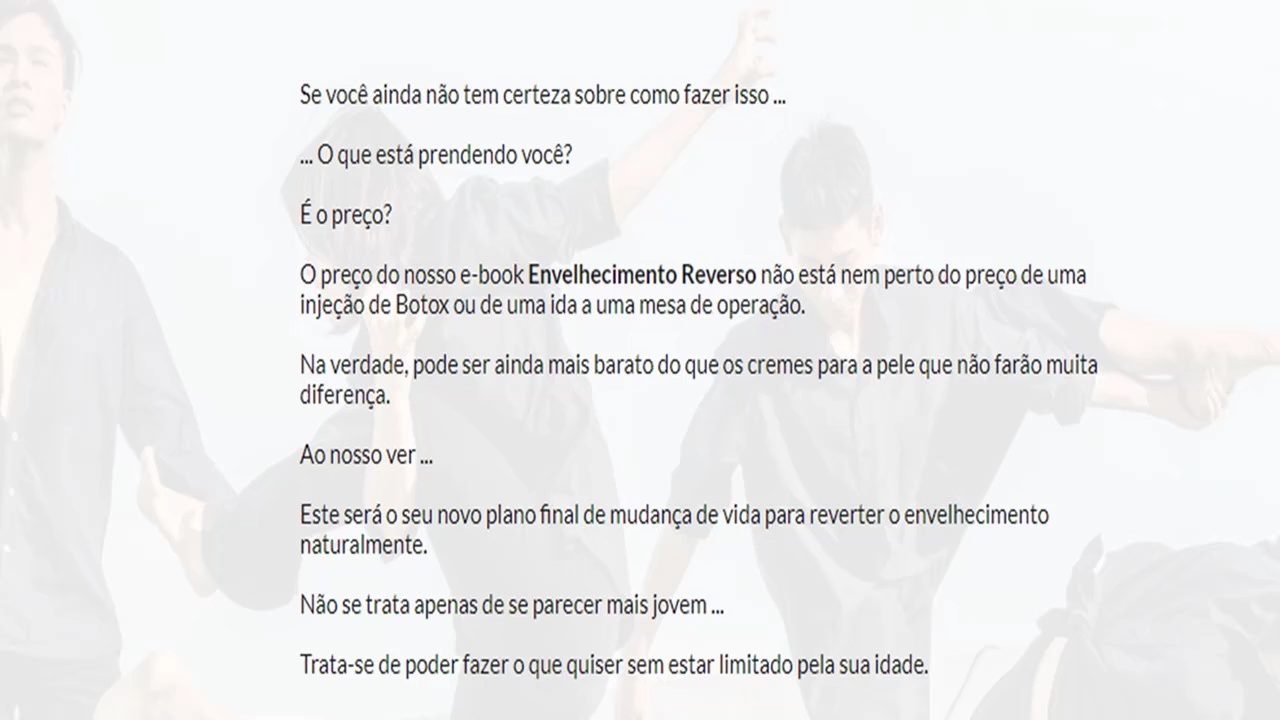 Se você ainda não tem certeza sobre como fazer isso ...
... O que está prendendo você?
É o preço?
O preço do nosso e-book Envelhecimento Reverso não está nem perto do preço de uma
injeção de Botox ou de uma ida a uma mesa de operação.
Na verdade, pode ser ainda mais barato do que os cremes para a pele que não farão muita
diferença.
Ao nosso ver ...
Este será o seu novo plano final de mudança de vida para reverter o envelhecimento
naturalmente.
Não se trata apenas de se parecer mais jovem ...
Trata-se de poder fazer o que quiser sem estar limitado pela sua idade.